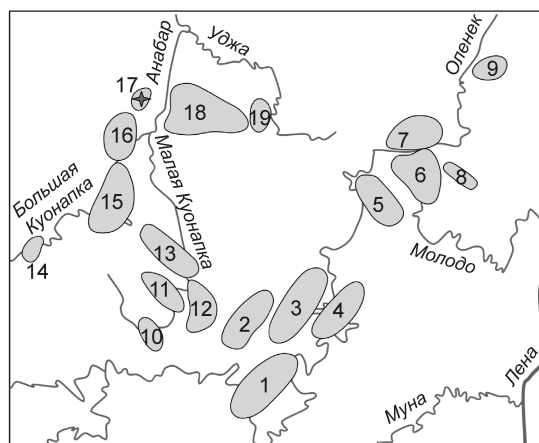 Уджа
Анабар
Оленек
9
17
18
19
16
7
Малая Куонапка
6
8
Большая
Куонапка
15
5
14
13
Молодо
11
12
2
3
4
10
1
Муна
Лена